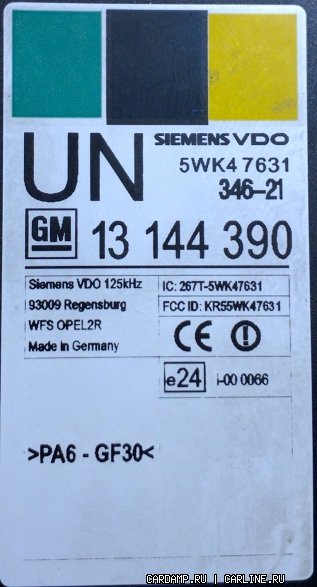 UN
SIEMENS VDO
5WK4 7631
346-21
GM
13 144 390
Siemens VDO 125kHz
93009 Regensburg
WFS OPEL2R
Made in Germany
IC: 267T-5WK47631
FCC ID: KR55WK47631
CE
e24
I-00 0066
>PA6 - GF30<
CARDAMP.RU | CARLINE.RU